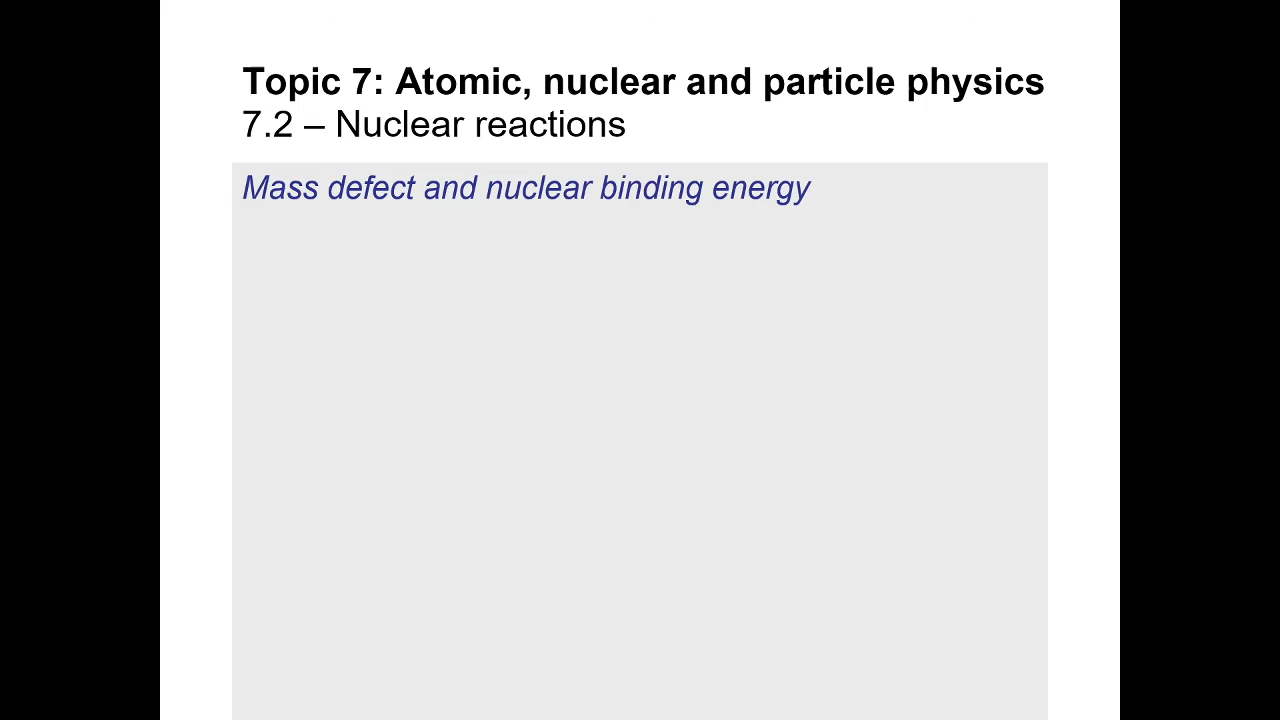 Topic 7: Atomic, nuclear and particle physics
7.2 – Nuclear reactions
Mass defect and nuclear binding energy